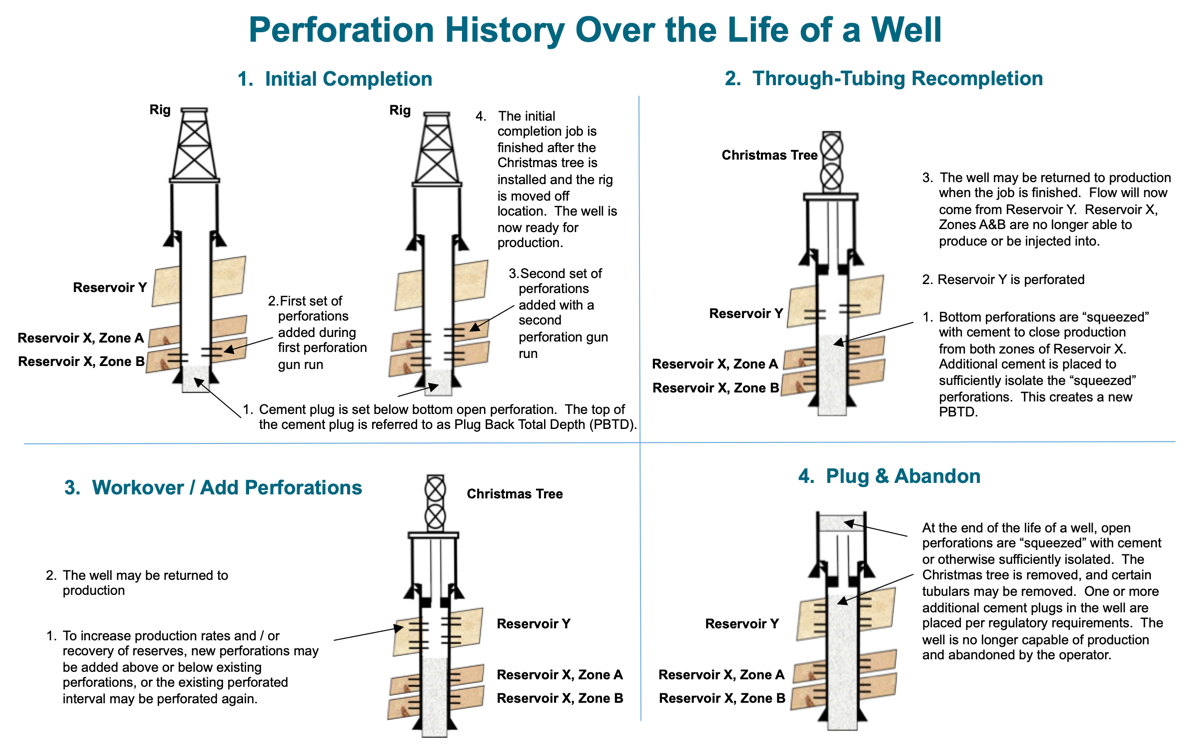 Perforation History Over the Life of a Well
1. Initial Completion
Rig
Rig
4. The initial
completion job is
finished after the
Christmas tree is
installed and the rig
is moved off
location. The well is
now ready for
production.
Reservoir Y
Reservoir X, Zone A
Reservoir X, Zone B
2.First set of
perforations
added during
first perforation
gun run
3.Second set of
perforations
added with a
second
perforation gun
run
1. Cement plug is set below bottom open perforation. The top of
the cement plug is referred to as Plug Back Total Depth (PBTD).
2. Through-Tubing Recompletion
Christmas Tree
Reservoir Y
Reservoir X, Zone A
Reservoir X, Zone B
3. The well may be returned to production
when the job is finished. Flow will now
come from Reservoir Y. Reservoir X,
Zones A&B are no longer able to
produce or be injected into.
2. Reservoir Y is perforated
1. Bottom perforations are “squeezed”
with cement to close production
from both zones of Reservoir X.
Additional cement is placed to
sufficiently isolate the “squeezed”
perforations. This creates a new
PBTD.
3. Workover / Add Perforations
Christmas Tree
2. The well may be returned to
production
1. To increase production rates and / or
recovery of reserves, new perforations may
be added above or below existing
perforations, or the existing perforated
interval may be perforated again.
Reservoir Y
Reservoir X, Zone A
Reservoir X, Zone B
4. Plug & Abandon
Reservoir Y
Reservoir X, Zone A
Reservoir X, Zone B
At the end of the life of a well, open
perforations are “squeezed” with cement
or otherwise sufficiently isolated. The
Christmas tree is removed, and certain
tubulars may be removed. One or more
additional cement plugs in the well are
placed per regulatory requirements. The
well is no longer capable of production
and abandoned by the operator.